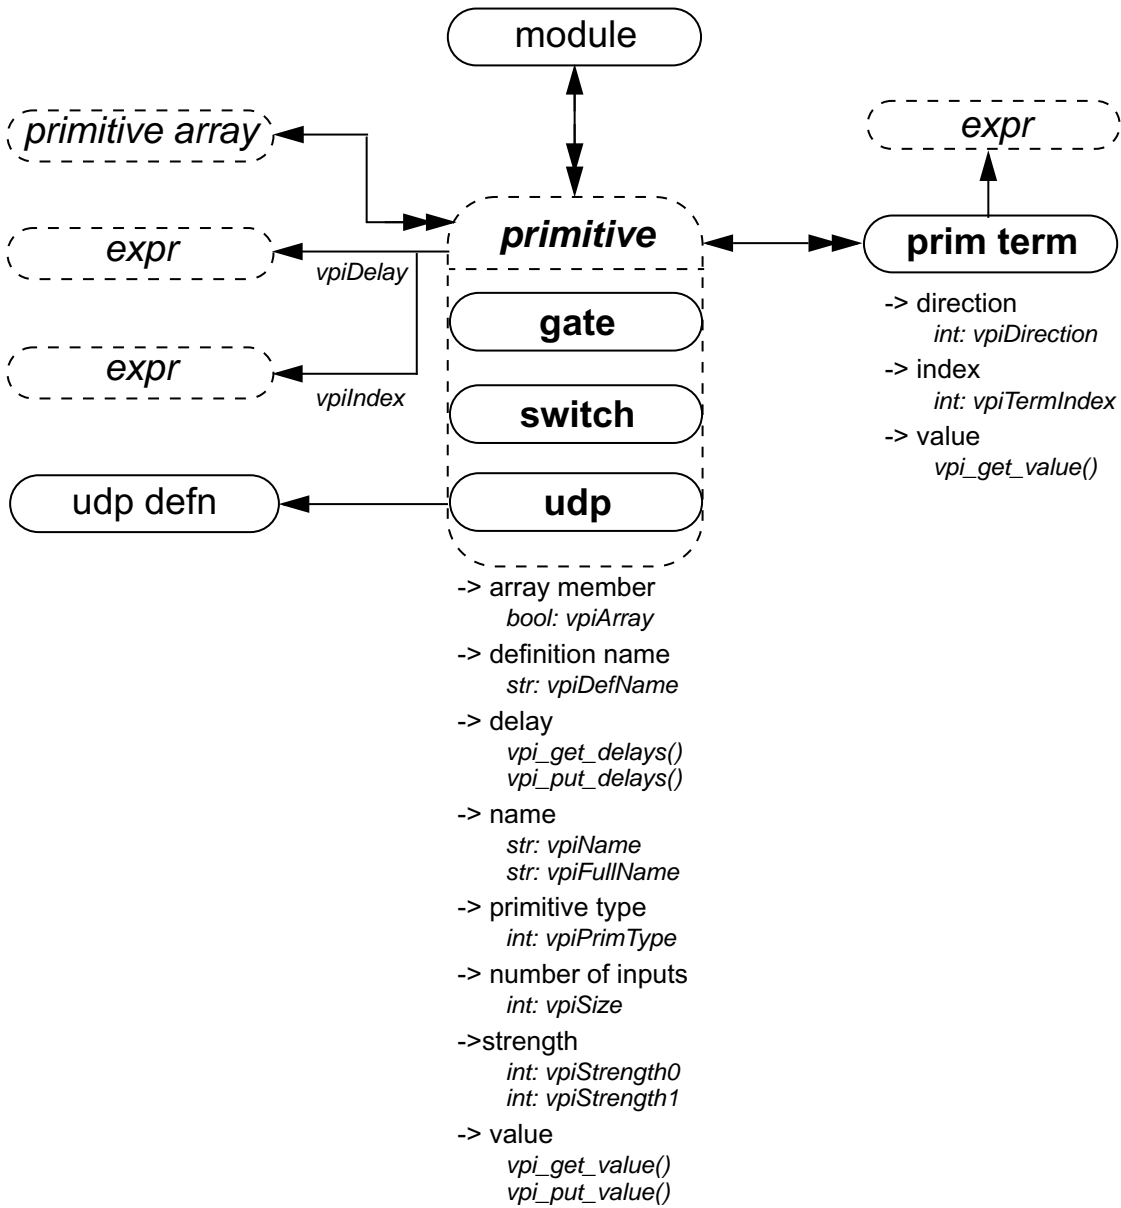 module
primitive array
expr
primitive
expr
vpiDelay
prim term
gate
expr
vpiIndex
switch
udp defn
udp
-> direction
int: vpiDirection
-> index
int: vpiTermIndex
-> value
vpi_get_value()
-> array member
bool: vpiArray
-> definition name
str: vpiDefName
-> delay
vpi_get_delays()
vpi_put_delays()
-> name
str: vpiName
str: vpiFullName
-> primitive type
int: vpiPrimType
-> number of inputs
int: vpiSize
->strength
int: vpiStrength0
int: vpiStrength1
-> value
vpi_get_value()
vpi_put_value()